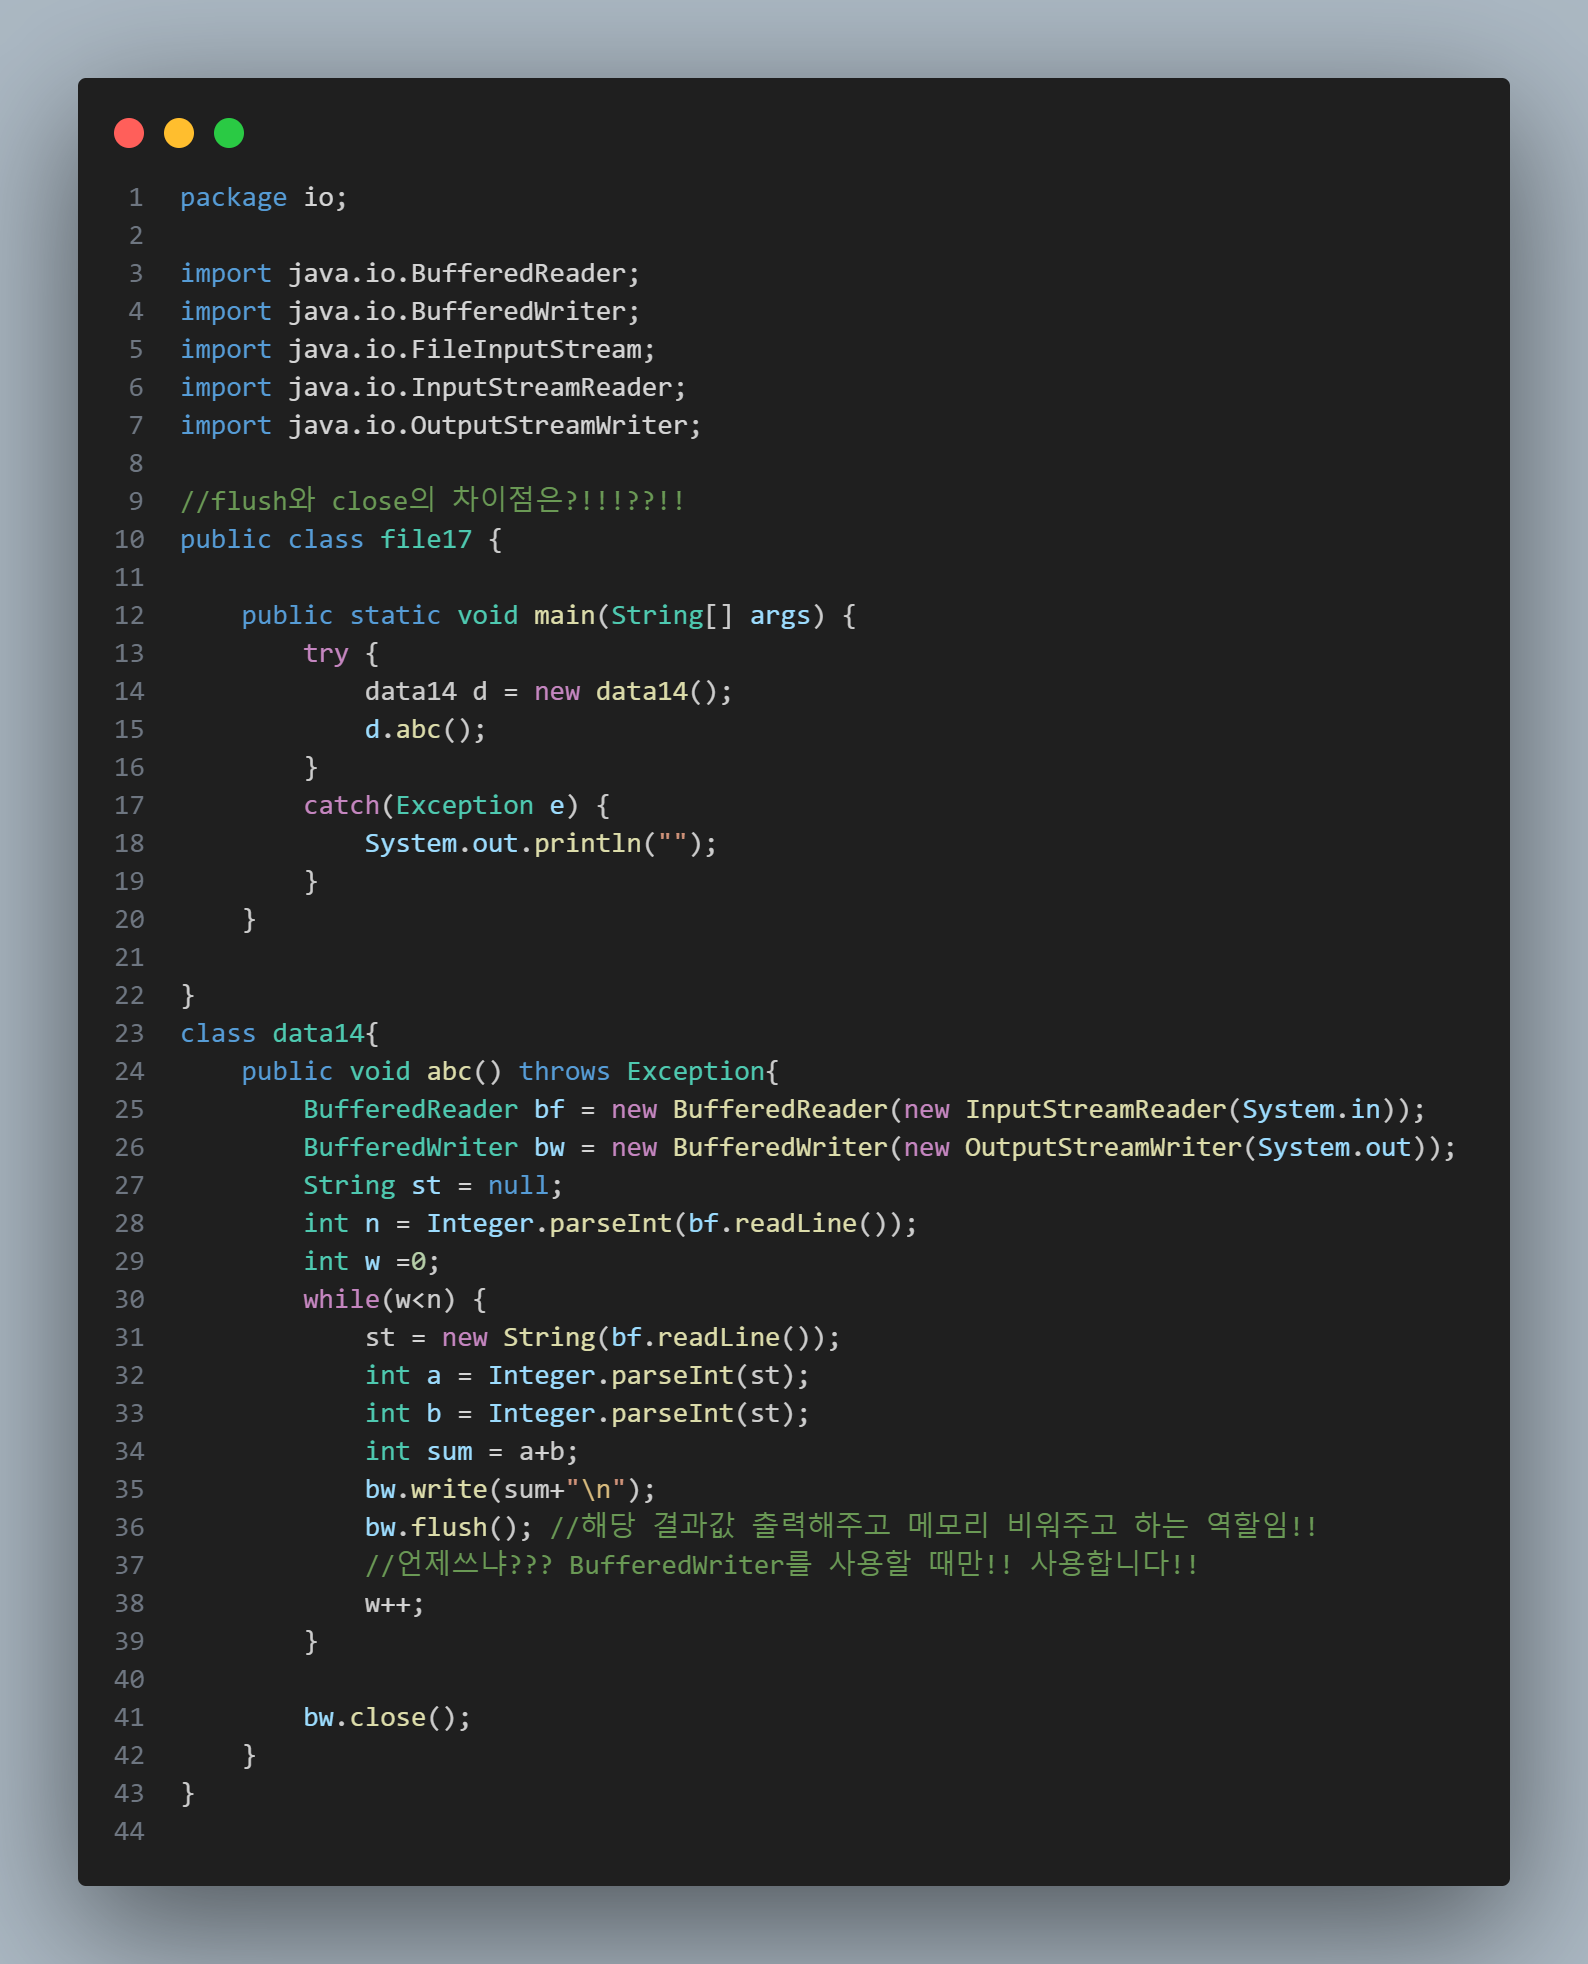 1 package io;
2
3 import java.io.BufferedReader;
4 import java.io.BufferedWriter;
5 import java.io.FileInputStream;
6 import java.io.InputStreamReader;
7 import java.io.OutputStreamWriter;
8
9 //flush와 close의 차이점은?!!!??!!
10 public class file17 {
11
12     public static void main(String[] args) {
13         try {
14             data14 d = new data14();
15             d.abc();
16         }
17         catch(Exception e) {
18             System.out.println("");
19         }
20     }
21
22 }
23 class data14{
24     public void abc() throws Exception{
25         BufferedReader bf = new BufferedReader(new InputStreamReader(System.in));
26         BufferedWriter bw = new BufferedWriter(new OutputStreamWriter(System.out));
27         String st = null;
28         int n = Integer.parseInt(bf.readLine());
29         int w =0;
30         while(w<n) {
31             st = new String(bf.readLine());
32             int a = Integer.parseInt(st);
33             int b = Integer.parseInt(st);
34             int sum = a+b;
35             bw.write(sum+"\n");
36             bw.flush(); //해당 결과값 출력해주고 메모리 비워주고 하는 역할임!!
37             //언제쓰냐??? BufferedWriter를 사용할 때만!! 사용합니다!!
38             w++;
39         }
40
41         bw.close();
42     }
43 }
44